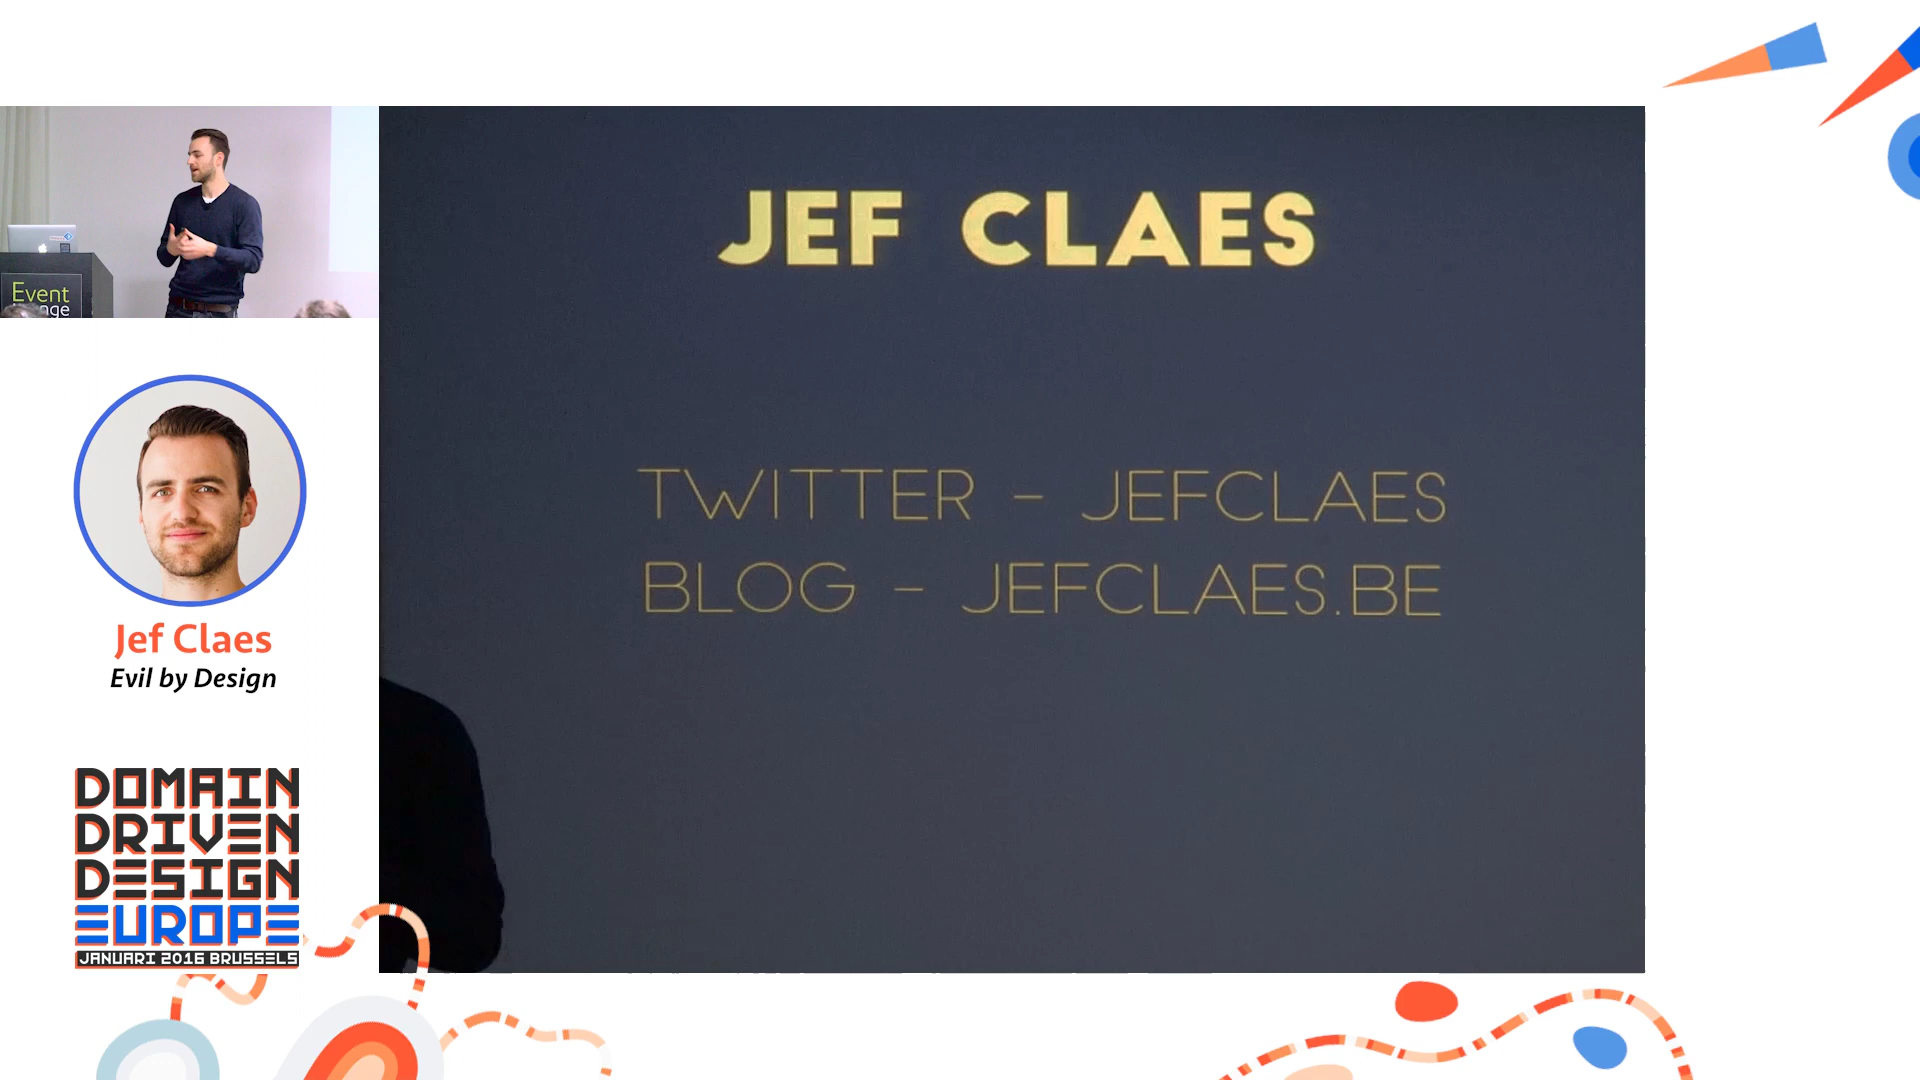 JEF CLAES
TWITTER - JEFCLAES
BLOG - JEFCLAES.BE
Event
Jef Claes
Evil by Design
DOMAIN
DRIVEN
DESIGN
EUROPE
JANUARI 2016 BRUSSELS